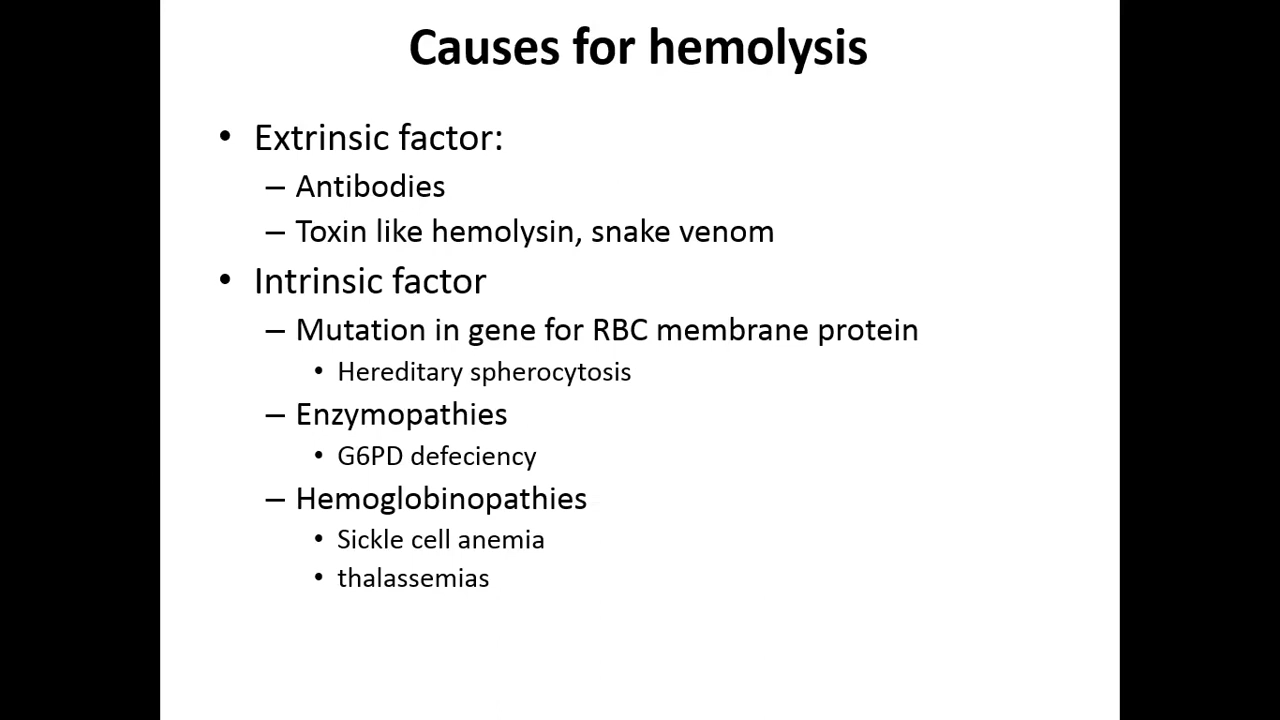 Causes for hemolysis
• Extrinsic factor:
– Antibodies
– Toxin like hemolysin, snake venom
• Intrinsic factor
– Mutation in gene for RBC membrane protein
• Hereditary spherocytosis
– Enzymopathies
• G6PD defeciency
– Hemoglobinopathies
• Sickle cell anemia
• thalassemias